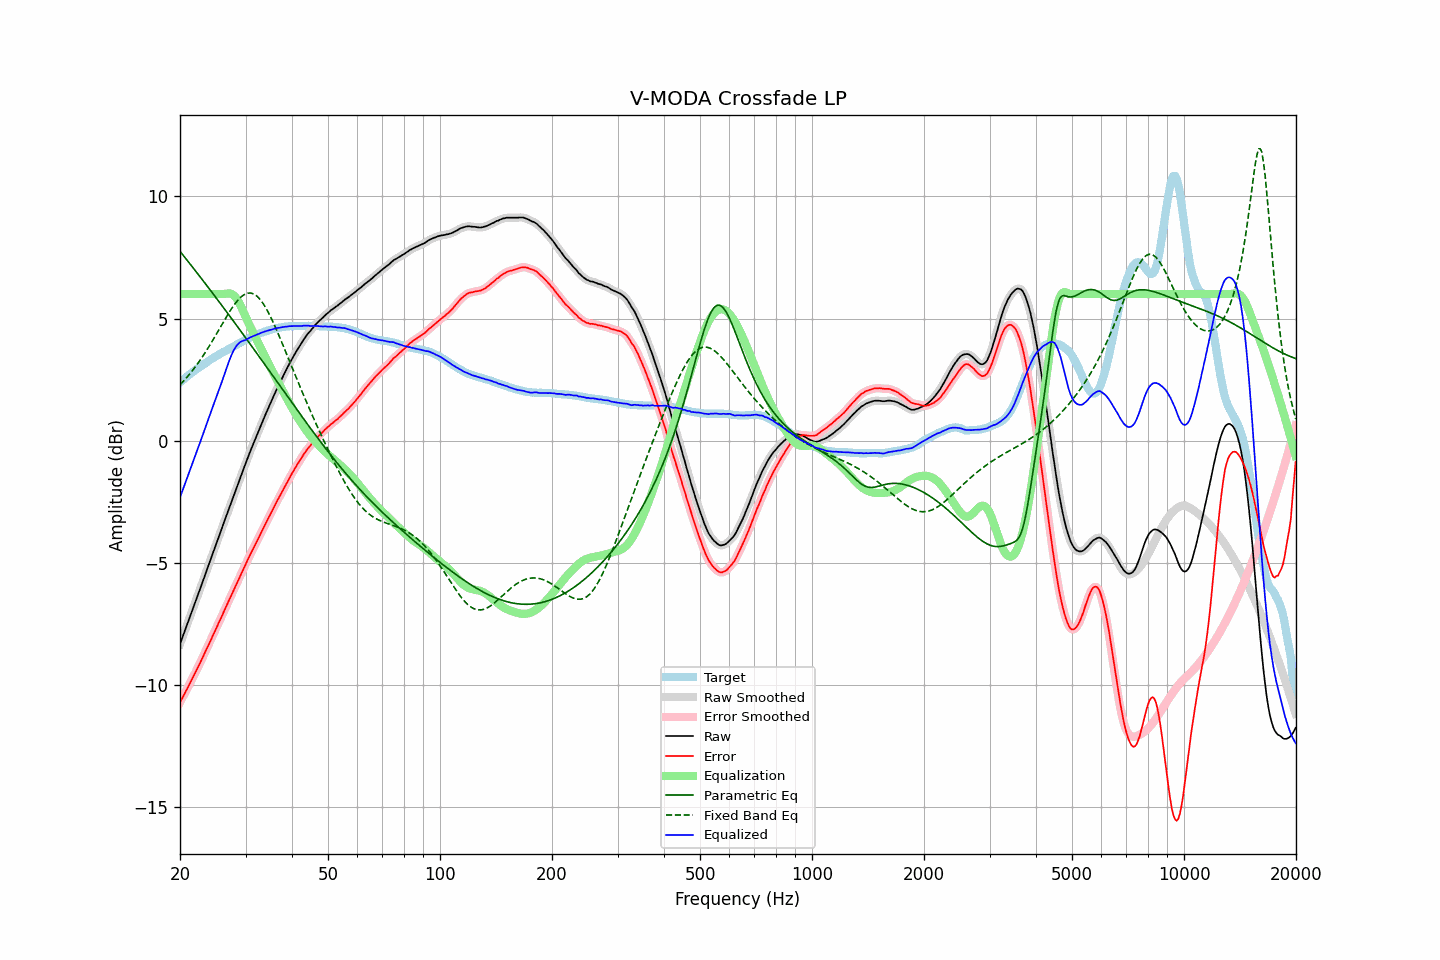 V-MODA Crossfade LP
10
5
0
−5
−10
−15
Amplitude (dBr)
Target
Raw Smoothed
Error Smoothed
Raw
Error
Equalization
Parametric Eq
Fixed Band Eq
Equalized
20 50 100 200 500 1000 2000 5000 10000 20000
Frequency (Hz)